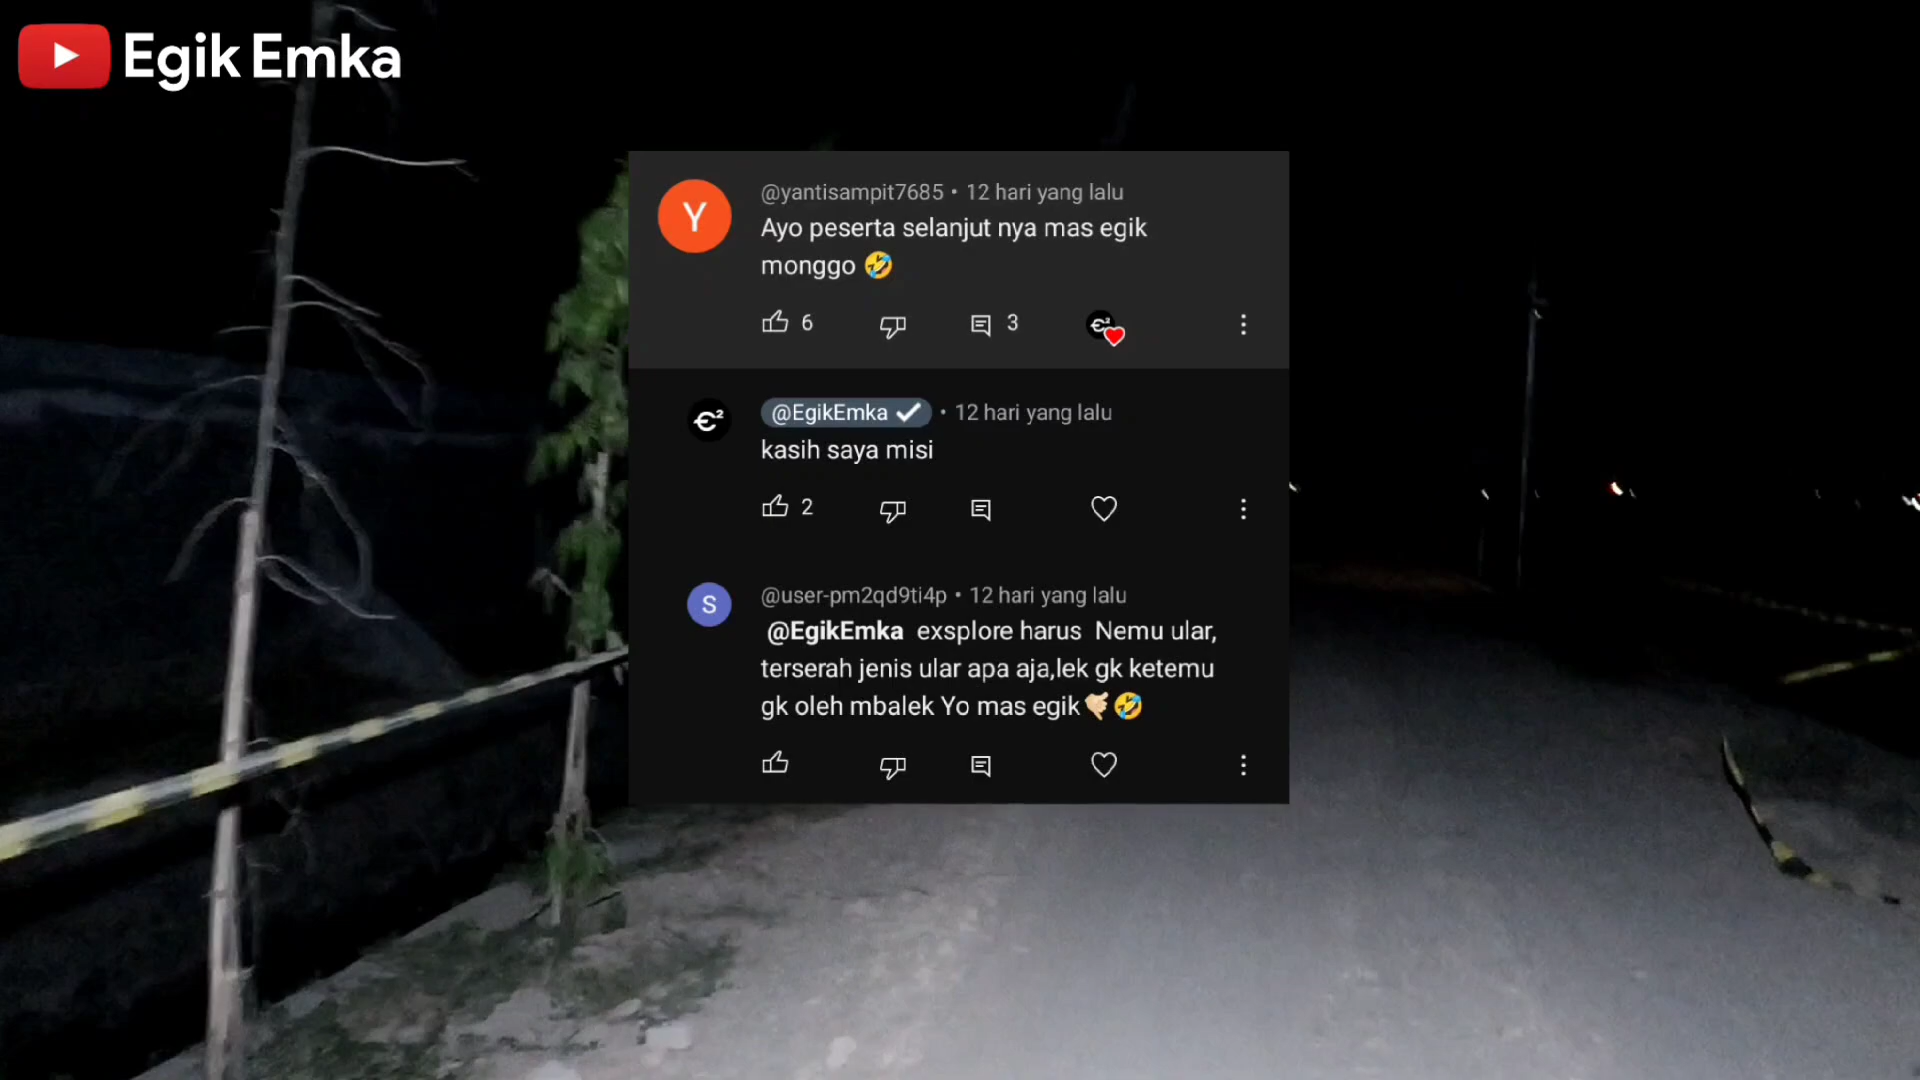 Egik Emka
Y
@yantisampit7685 • 12 hari yang lalu
Ayo peserta selanjut nya mas egik
monggo 🤣
6
3
€²
€²
@EgikEmka ✔ • 12 hari yang lalu
kasih saya misi
2
S
@user-pm2qd9ti4p • 12 hari yang lalu
@EgikEmka exsplore harus Nemu ular,
terserah jenis ular apa aja,lek gk ketemu
gk oleh mbalek Yo mas egik🤙🏼🤣